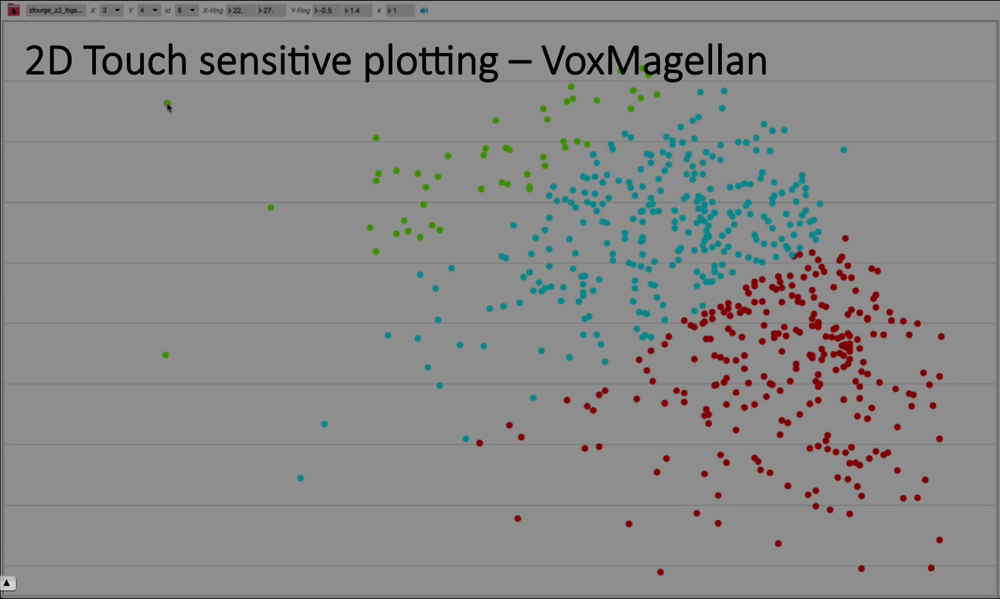 zfourge_z3_lbgs... X 3 Y 4 id 8 X-Rng 22. 27. Y-Rng -0.5 1.4 k 1
2D Touch sensitive plotting – VoxMagellan